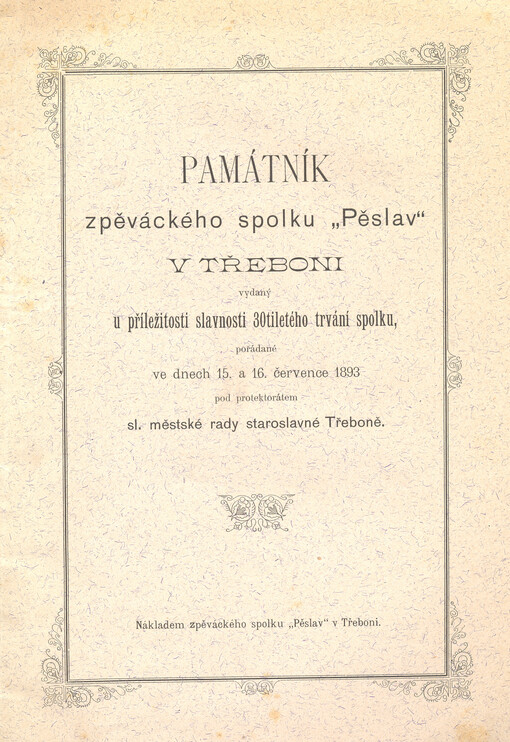 PAMÁTNÍK
zpěváckého spolku „Pěslav“
V TŘEBONI
vydaný
u příležitosti slavnosti 30tiletého trvání spolku,
pořádané
ve dnech 15. a 16. července 1893
pod protektorátem
sl. městské rady staroslavné Třeboně.
Nákladem zpěváckého spolku „Pěslav“ v Třeboni.